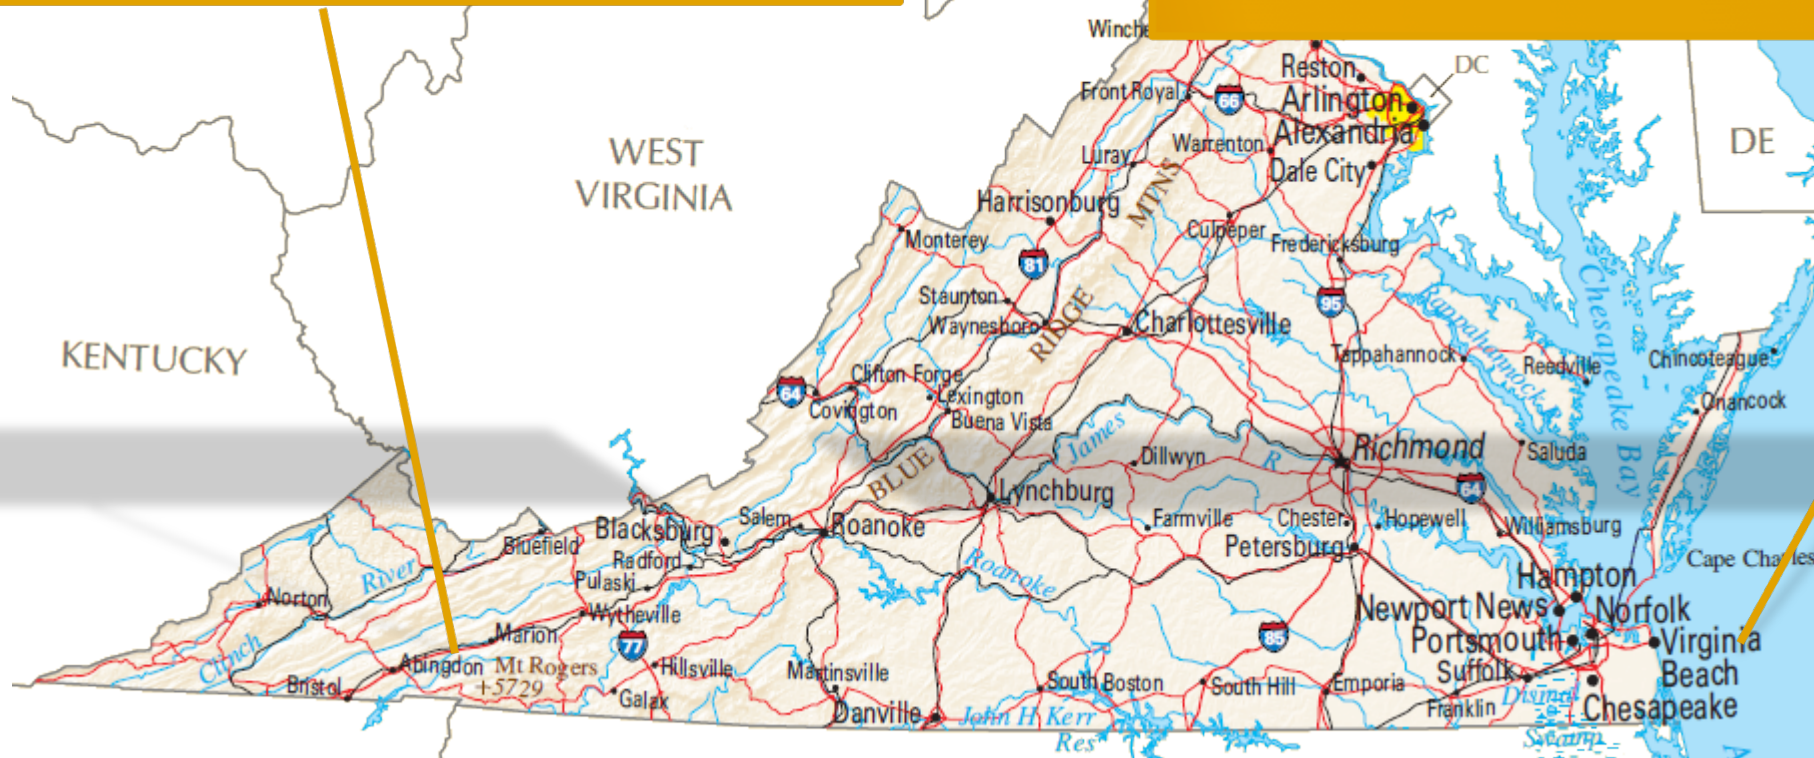 Winche
Reston
DC
Front Royal
66
Arlington
Alexandria
DE
WEST
VIRGINIA
Luray
Warrenton
Dale City
MTNS
Harrisonburg
R
Culpeper
Fredericksburg
Monterey
81
Staunton
95
Chesapeake Bay
Rappahannock
Waynesboro
RIDGE
Charlottesville
KENTUCKY
Tappahannock
Reedville
Chincoteague
Clifton Forge
64
Covington
Lexington
Buena Vista
Onancock
James
R
Richmond
Saluda
Dillwyn
BLUE
Lynchburg
64
Blacksburg
Salem
Roanoke
Farmville
Chester
Hopewell
Williamsburg
Bluefield
Radford
Petersburg
Cape Charles
River
Pulaski
Roanoke
R
Hampton
Norton
Wytheville
Newport News
Norfolk
Clinch
Marion
77
85
Portsmouth
Virginia
Beach
Abingdon
Mt Rogers
+5729
Hillsville
Martinsville
Suffolk
Bristol
Galax
South Boston
South Hill
Emporia
Dismal
Swamp
Franklin
Chesapeake
Danville
John H Kerr
Res
A